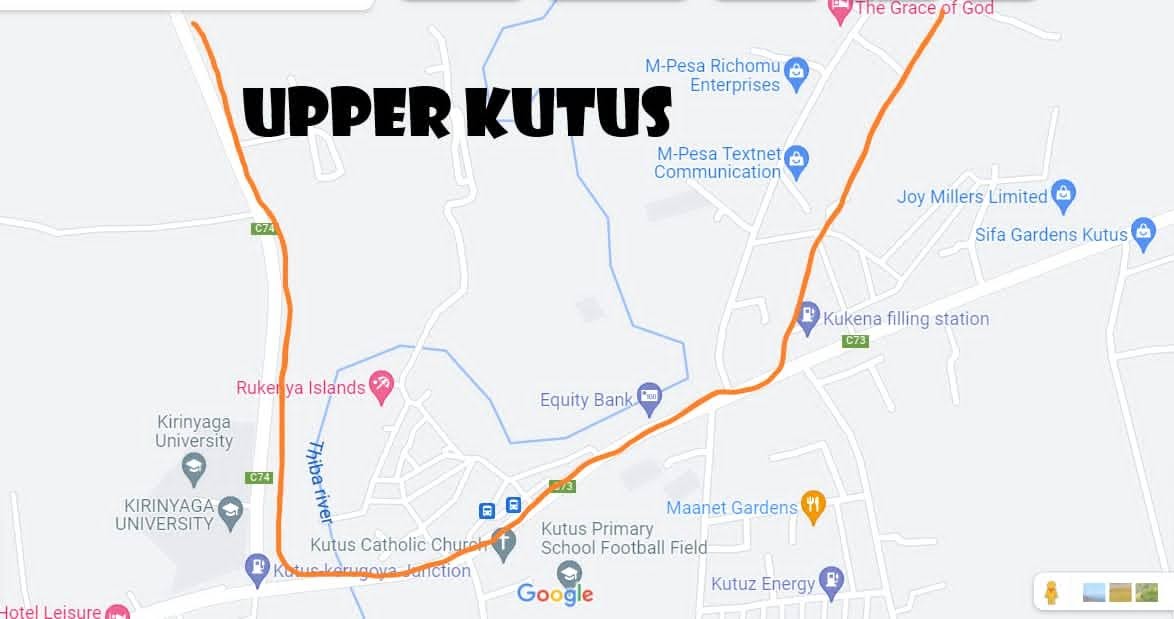 The Grace of God
M-Pesa Richomu
Enterprises
UPPER KUTUS
M-Pesa Textnet
Communication
Joy Millers Limited
Sifa Gardens Kutus
C74
Kukena filling station
C73
Rukenya Islands
Equity Bank
Kirinyaga
University
Thiba river
C74
C73
KIRINYAGA
UNIVERSITY
Maanet Gardens
Kutus Catholic Church
Kutus Primary
School Football Field
Kutus-kerugoya Junction
Kutuz Energy
Google
Hotel Leisure